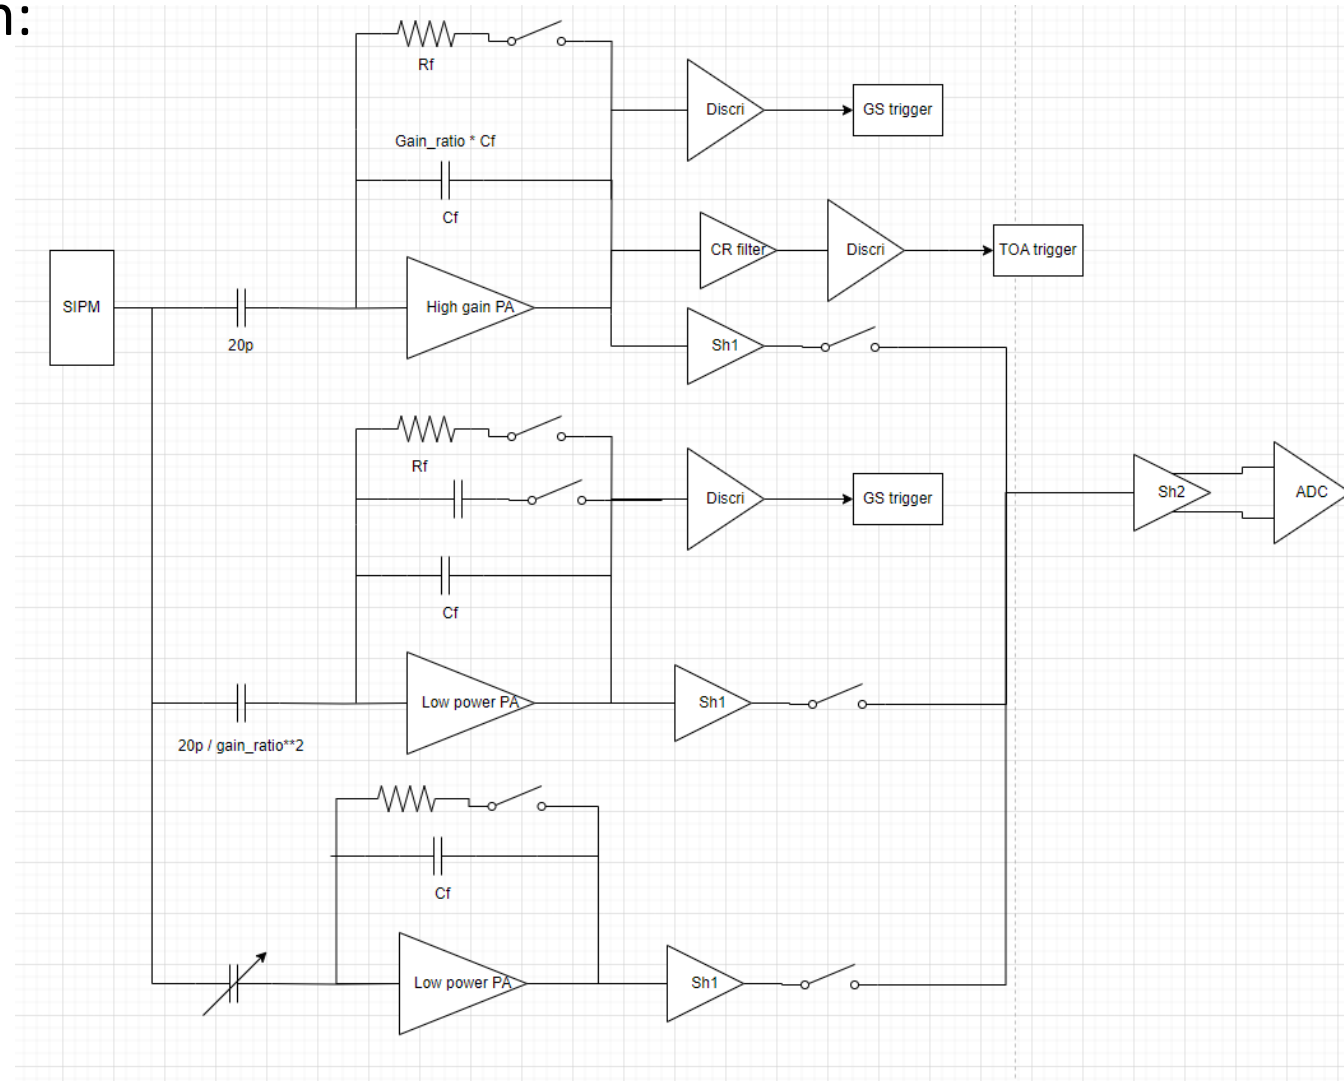 n:
Rf
Discri
GS trigger
Gain_ratio * Cf
Cf
CR filter
Discri
TOA trigger
SIPM
High gain PA
20p
Sh1
Rf
Discri
GS trigger
Sh2
ADC
Cf
Low power PA
Sh1
20p / gain_ratio**2
Cf
Low power PA
Sh1